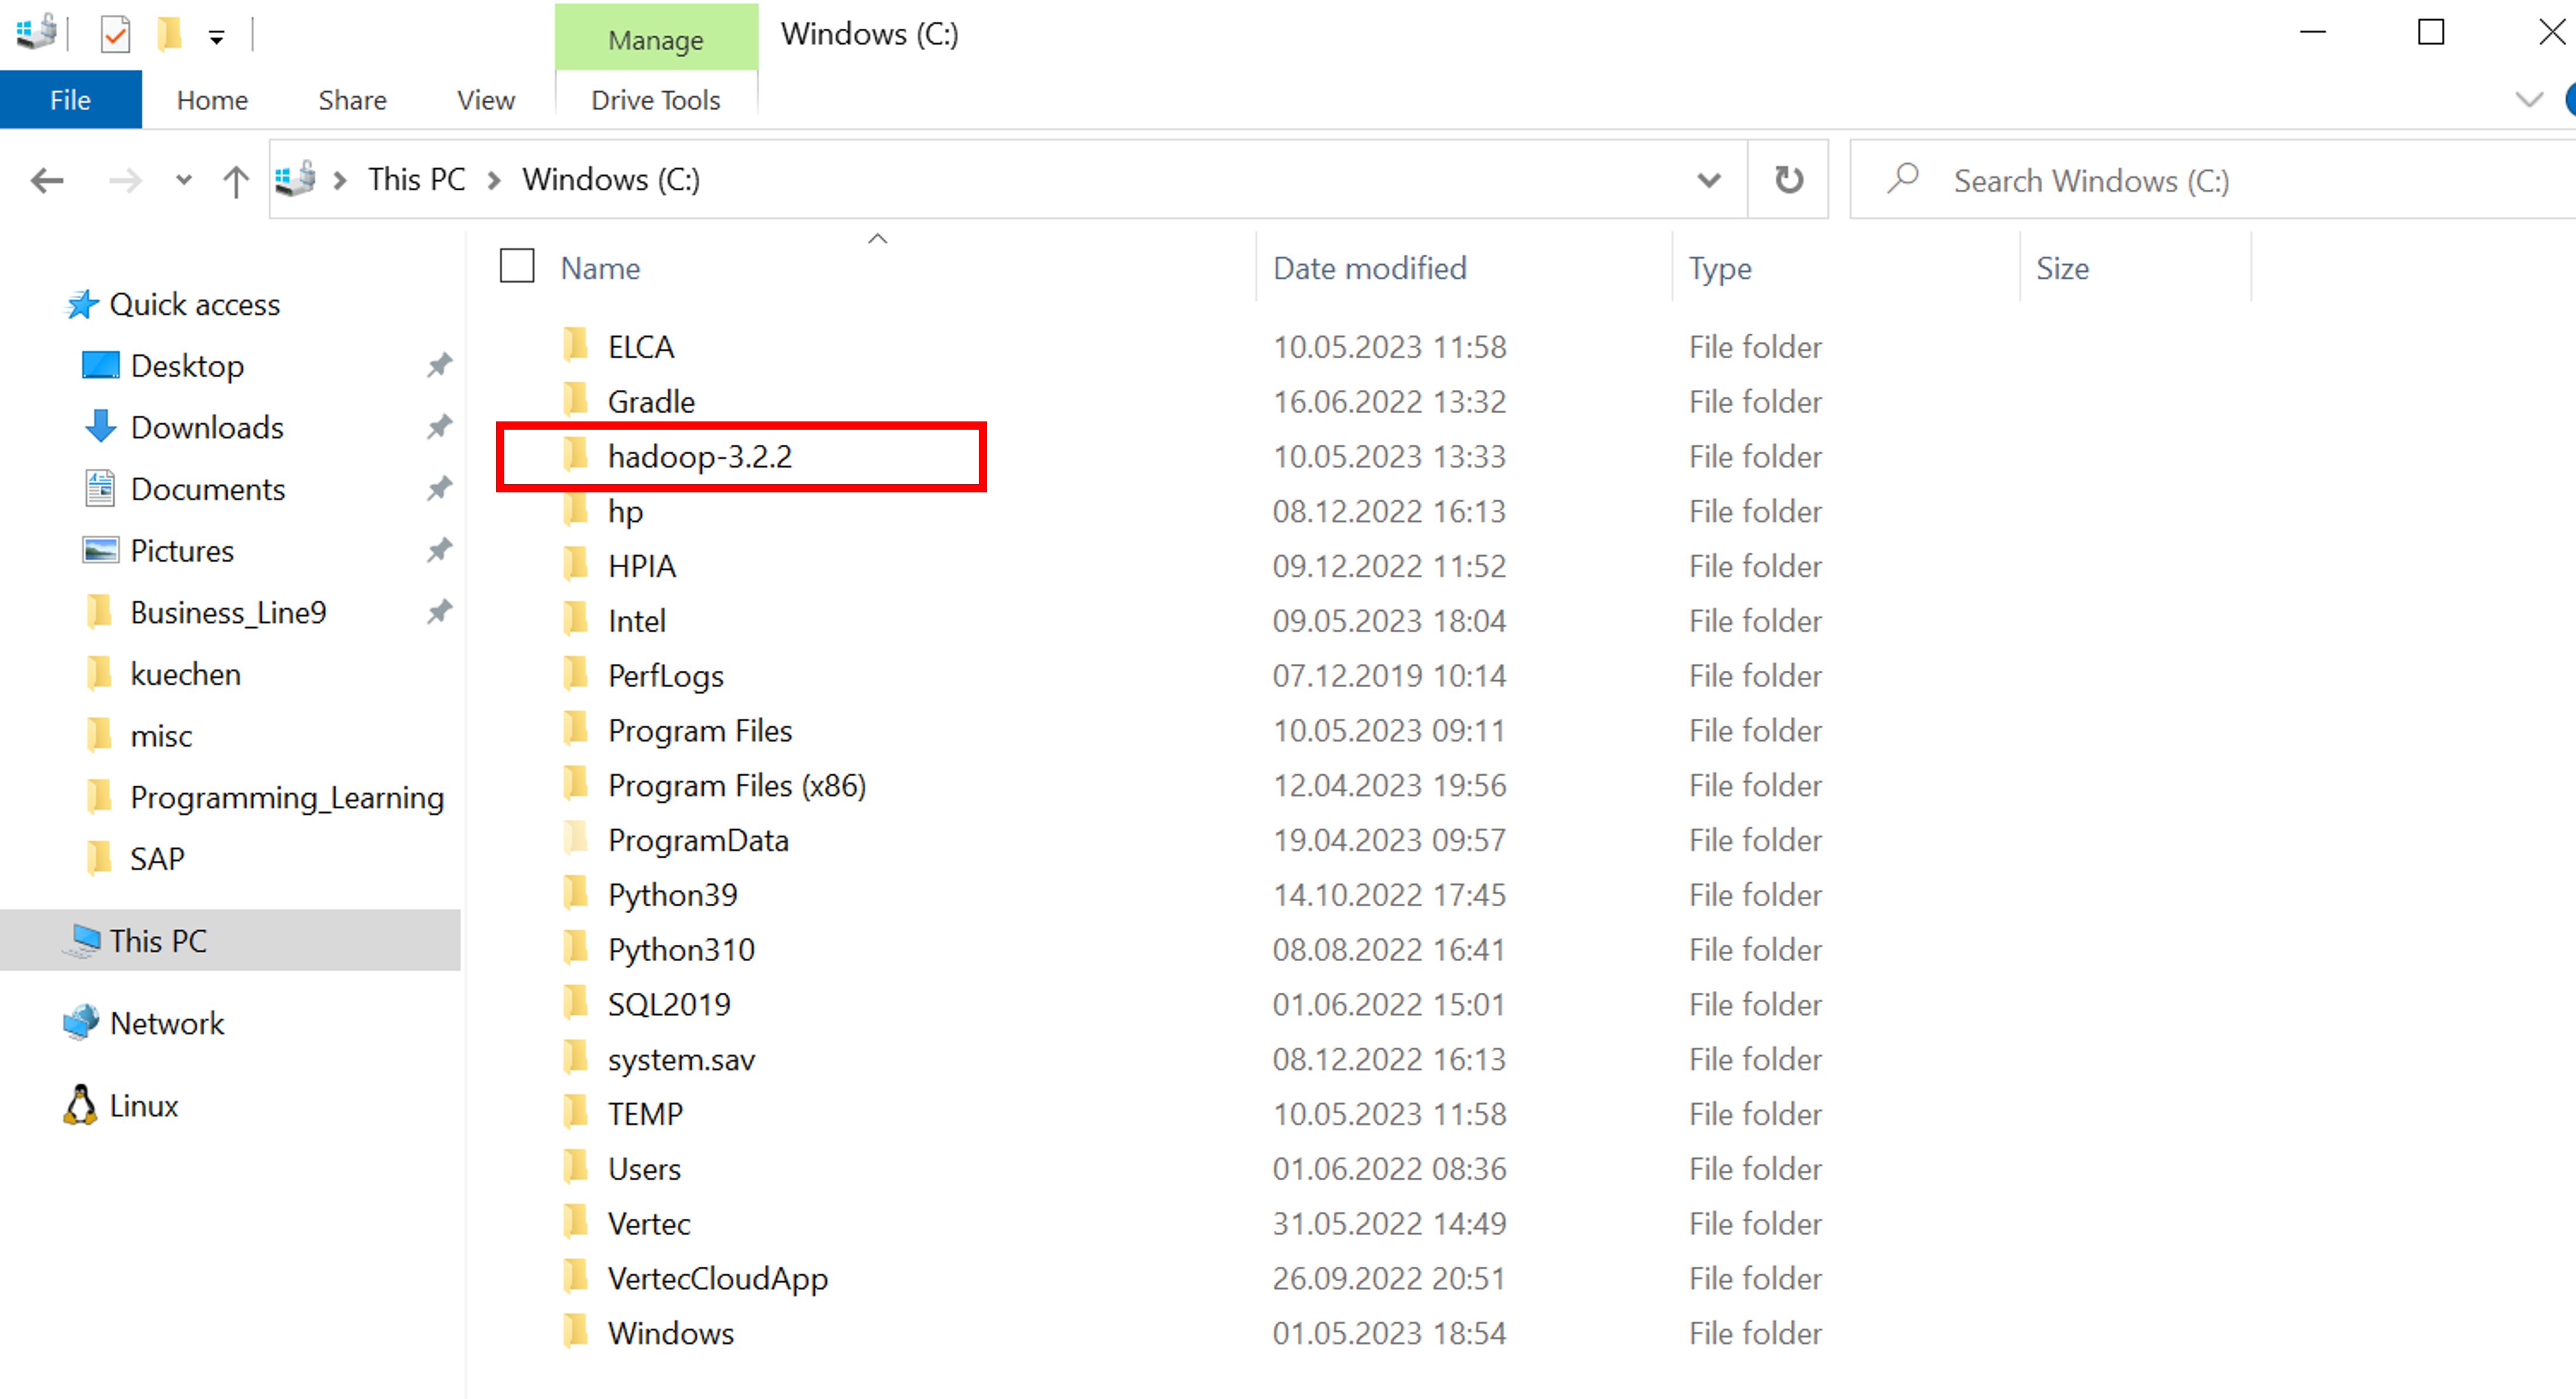 Manage
Windows (C:)
File
Home
Share
View
Drive Tools
This PC
Windows (C:)
Search Windows (C:)
Name
Date modified
Type
Size
Quick access
Desktop
Downloads
Documents
Pictures
Business_Line9
kuechen
misc
Programming_Learning
SAP
This PC
Network
Linux
ELCA 10.05.2023 11:58 File folder
Gradle 16.06.2022 13:32 File folder
hadoop-3.2.2 10.05.2023 13:33 File folder
hp 08.12.2022 16:13 File folder
HPIA 09.12.2022 11:52 File folder
Intel 09.05.2023 18:04 File folder
PerfLogs 07.12.2019 10:14 File folder
Program Files 10.05.2023 09:11 File folder
Program Files (x86) 12.04.2023 19:56 File folder
ProgramData 19.04.2023 09:57 File folder
Python39 14.10.2022 17:45 File folder
Python310 08.08.2022 16:41 File folder
SQL2019 01.06.2022 15:01 File folder
system.sav 08.12.2022 16:13 File folder
TEMP 10.05.2023 11:58 File folder
Users 01.06.2022 08:36 File folder
Vertec 31.05.2022 14:49 File folder
VertecCloudApp 26.09.2022 20:51 File folder
Windows 01.05.2023 18:54 File folder